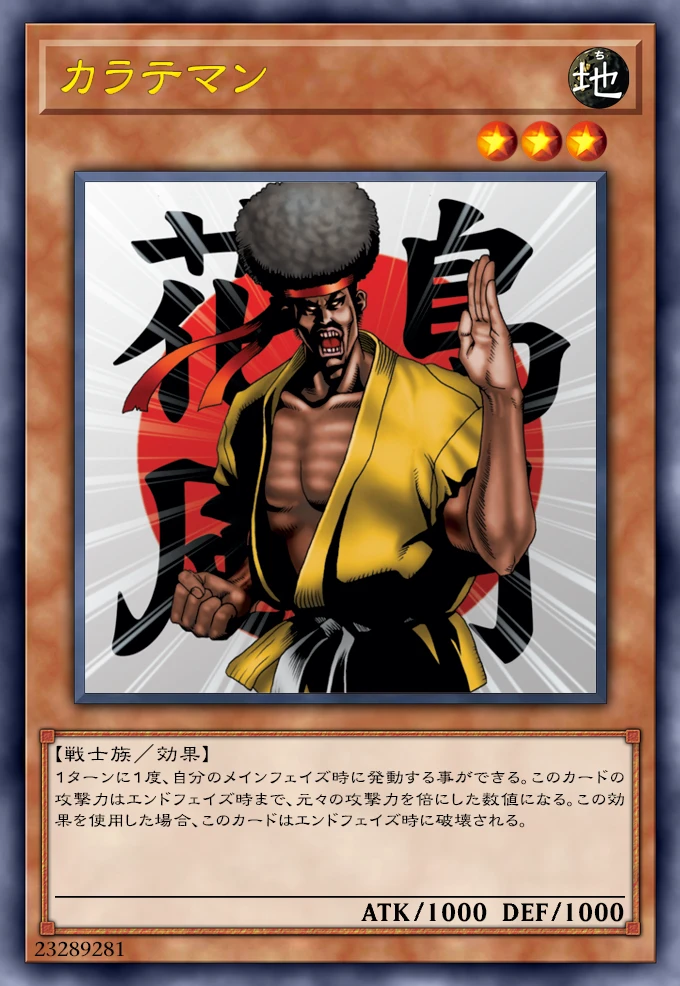 カラテマン
ち
地
花鳥
風月
【戦士族／効果】
1ターンに1度、自分のメインフェイズ時に発動する事ができる。このカードの
攻撃力はエンドフェイズ時まで、元々の攻撃力を倍にした数値になる。この効
果を使用した場合、このカードはエンドフェイズ時に破壊される。
ATK/1000 DEF/1000
23289281